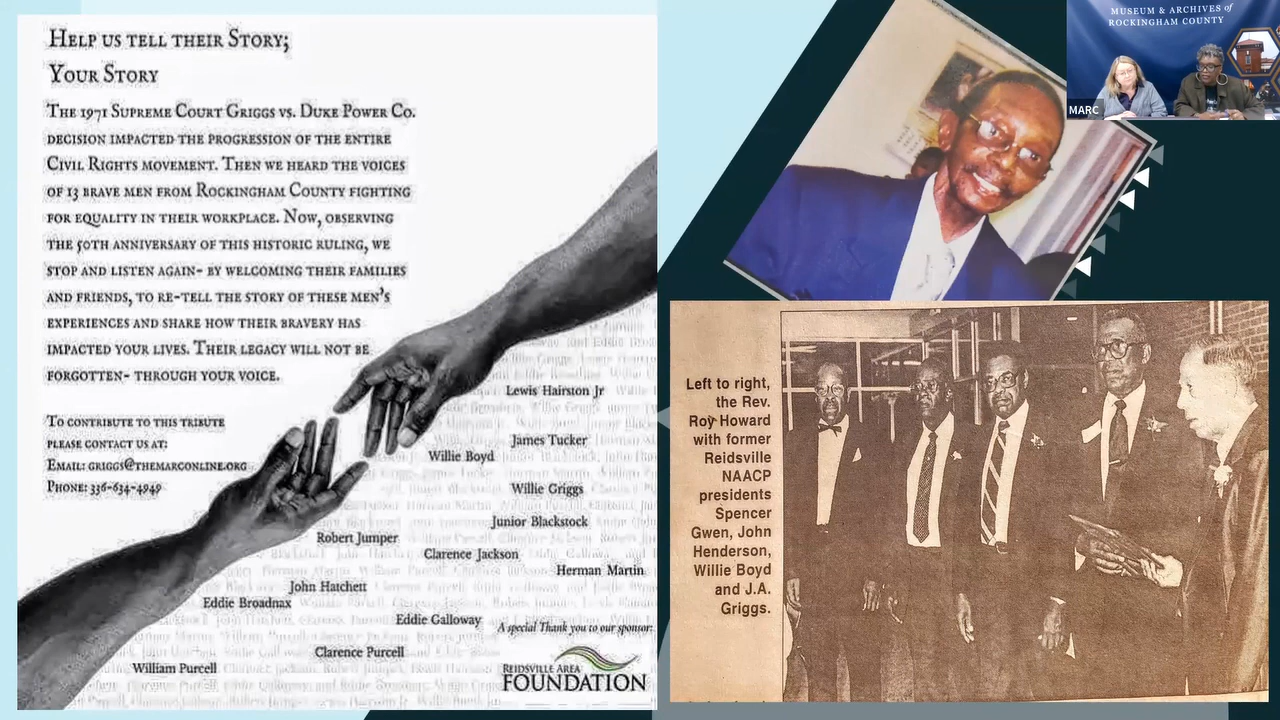 Help us tell their Story;
Your Story
The 1971 Supreme Court Griggs vs. Duke Power Co.
decision impacted the progression of the entire
Civil Rights movement. Then we heard the voices
of 13 brave men from Rockingham County fighting
for equality in their workplace. Now, observing
the 50th anniversary of this historic ruling, we
stop and listen again- by welcoming their families
and friends, to re-tell the story of these men's
experiences and share how their bravery has
impacted your lives. Their legacy will not be
forgotten- through your voice.
To contribute to this tribute
please contact us at:
Email: griggs@themarconline.org
Phone: 336-634-4949
Lewis Hairston Jr
James Tucker
Willie Boyd
Willie Griggs
Junior Blackstock
Robert Jumper
Clarence Jackson
Herman Martin
John Hatchett
Eddie Broadnax
Eddie Galloway
A special Thank you to our sponsor:
Clarence Purcell
William Purcell
Reidsville Area
FOUNDATION
MUSEUM & ARCHIVES of
ROCKINGHAM COUNTY
MARC
Left to right,
the Rev.
Roy Howard
with former
Reidsville
NAACP
presidents
Spencer
Gwen, John
Henderson,
Willie Boyd
and J.A.
Griggs.